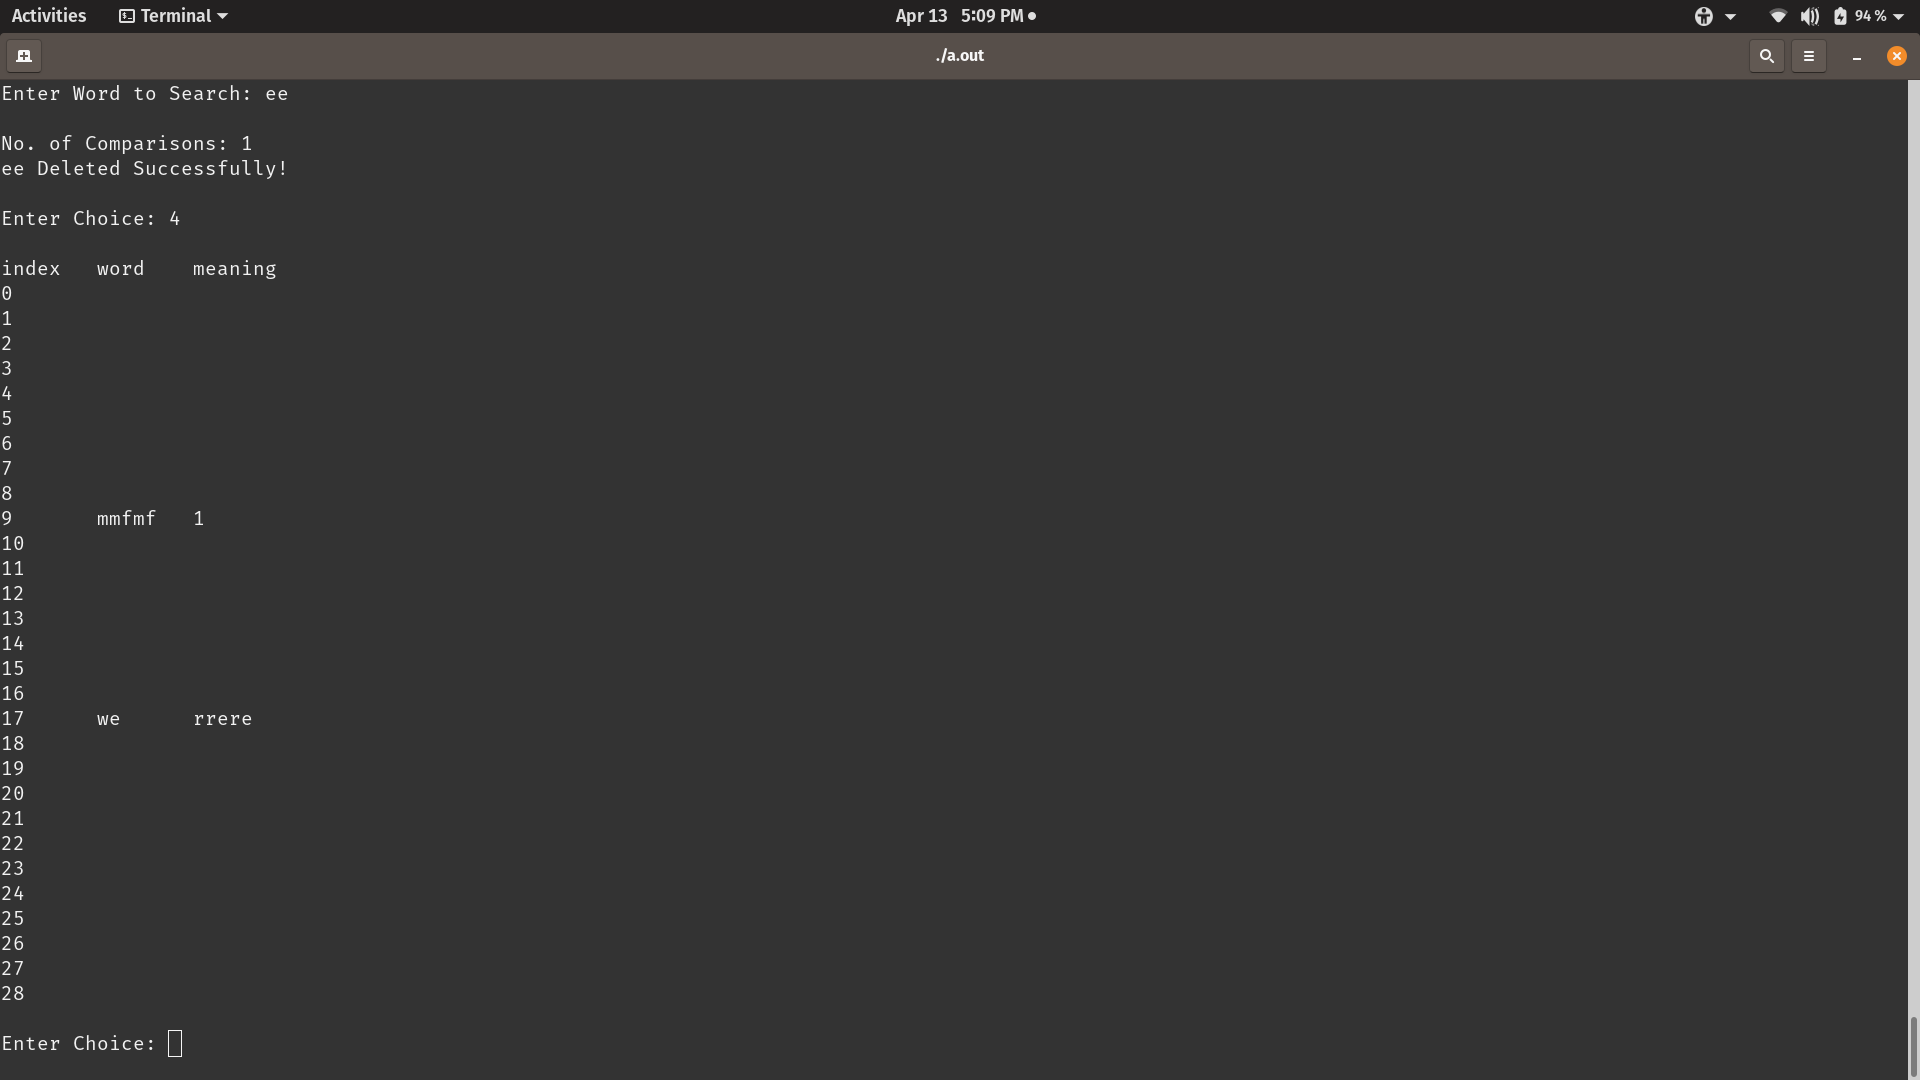 Activities Terminal Apr 13 5:09 PM 94 %
./a.out
Enter Word to Search: ee
No. of Comparisons: 1
ee Deleted Successfully!
Enter Choice: 4
index word meaning
0
1
2
3
4
5
6
7
8
9 mmfmf 1
10
11
12
13
14
15
16
17 we rrere
18
19
20
21
22
23
24
25
26
27
28
Enter Choice: